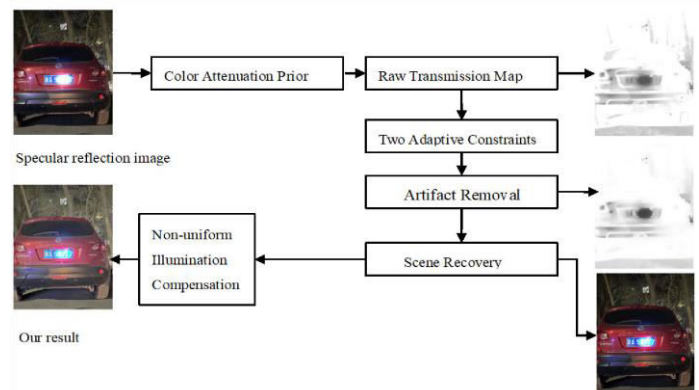 Color Attenuation Prior
Raw Transmission Map
Specular reflection image
Two Adaptive Constraints
Artifact Removal
Non-uniform
Illumination
Compensation
Scene Recovery
Our result